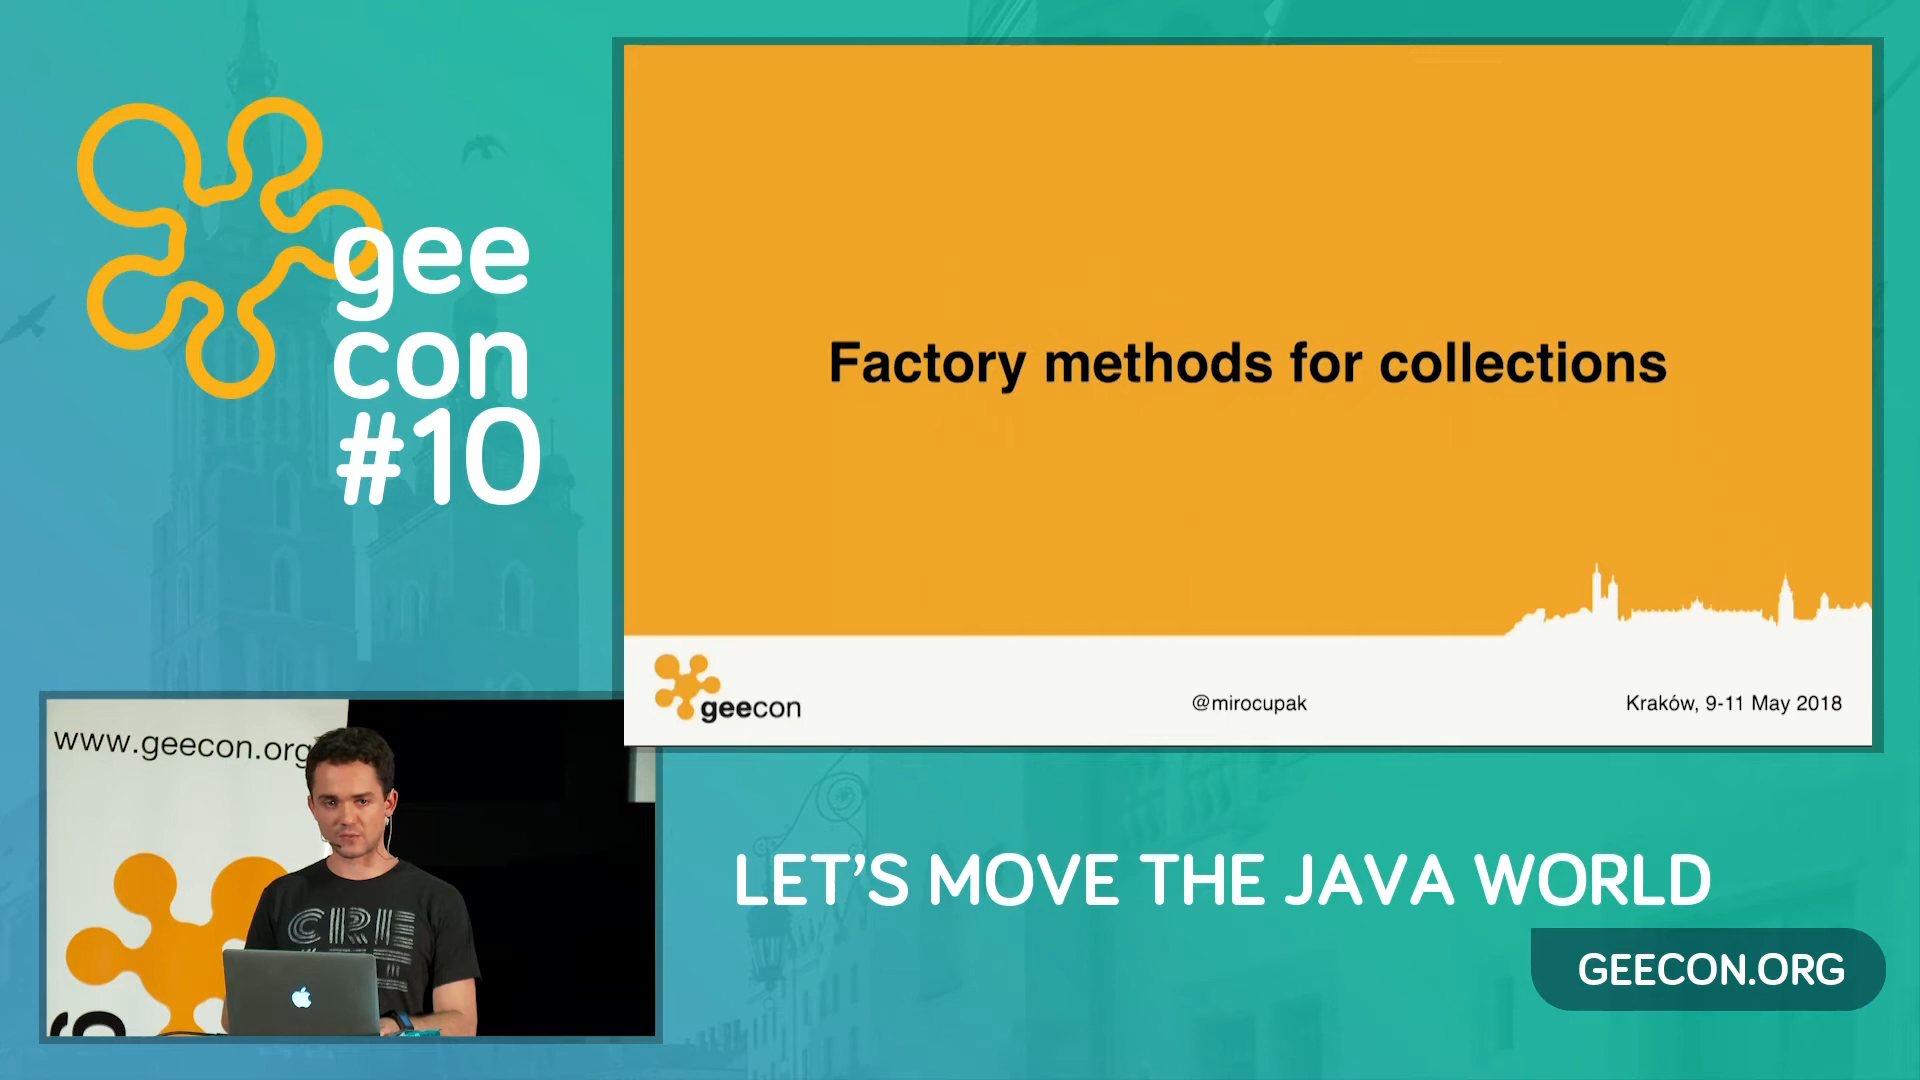 gee
con
#10
Factory methods for collections
geecon
@mirocupak
Kraków, 9-11 May 2018
www.geecon.org
CRE
LET'S MOVE THE JAVA WORLD
GEECON.ORG